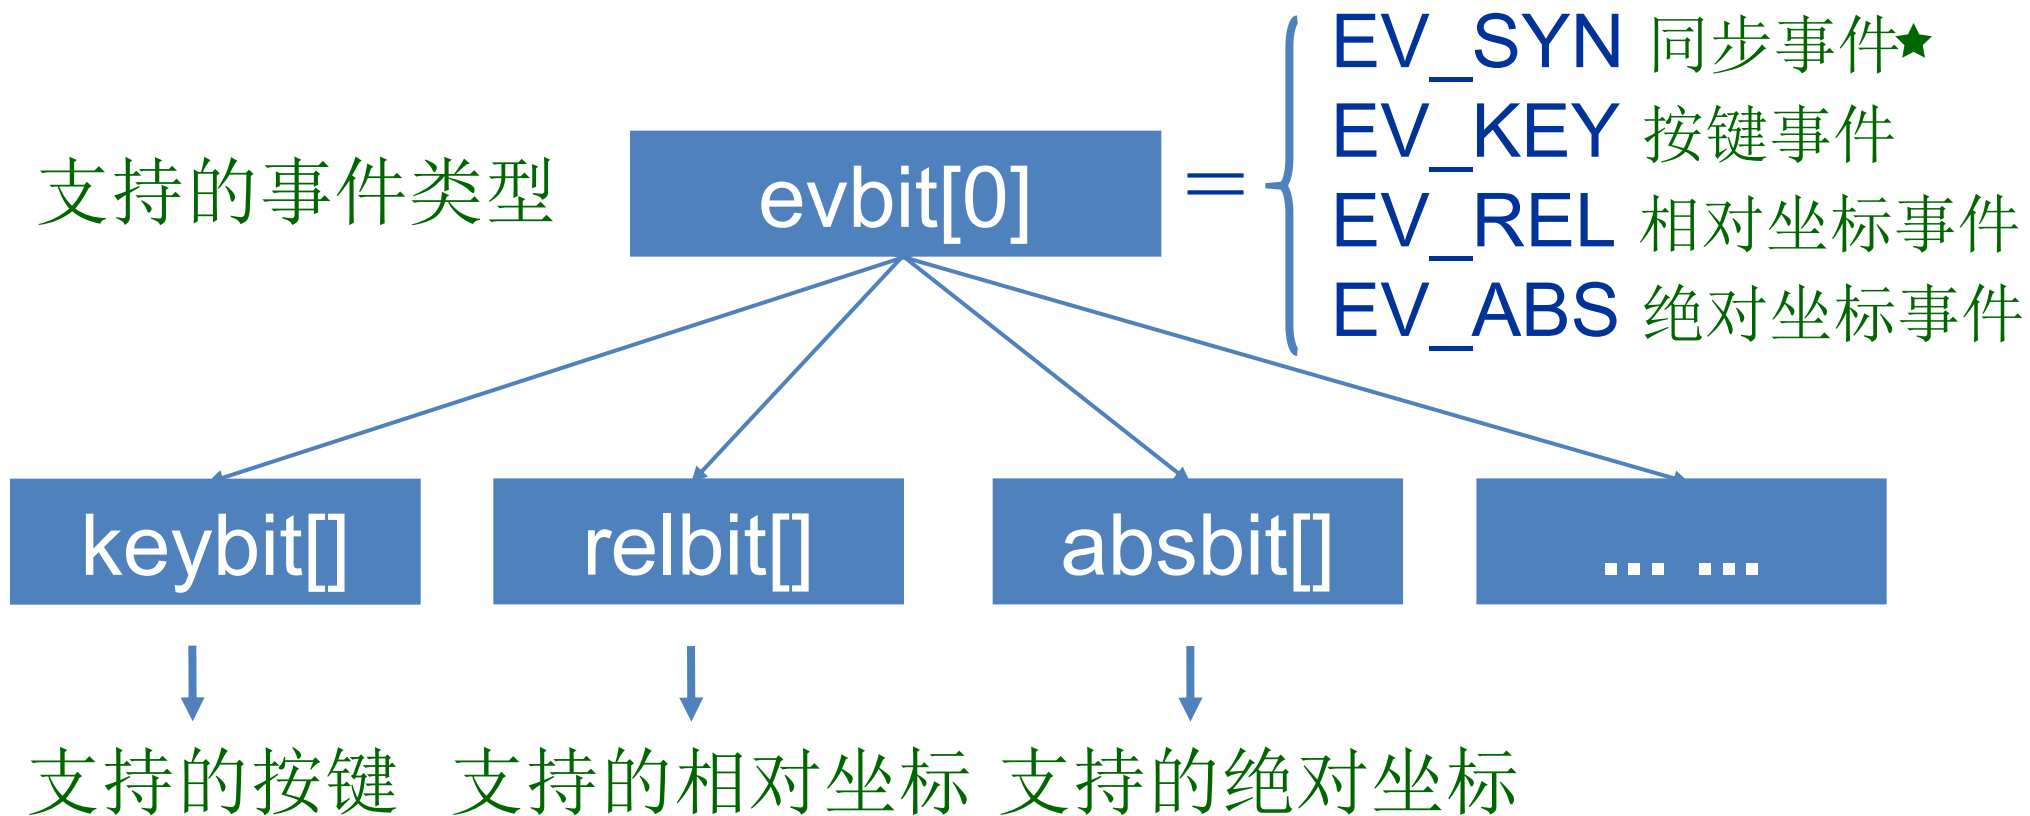 EV_SYN 同步事件★
EV_KEY 按键事件
支持的事件类型 evbit[0] =
EV_REL 相对坐标事件
EV_ABS 绝对坐标事件
keybit[] relbit[] absbit[] ... ...
支持的按键 支持的相对坐标 支持的绝对坐标